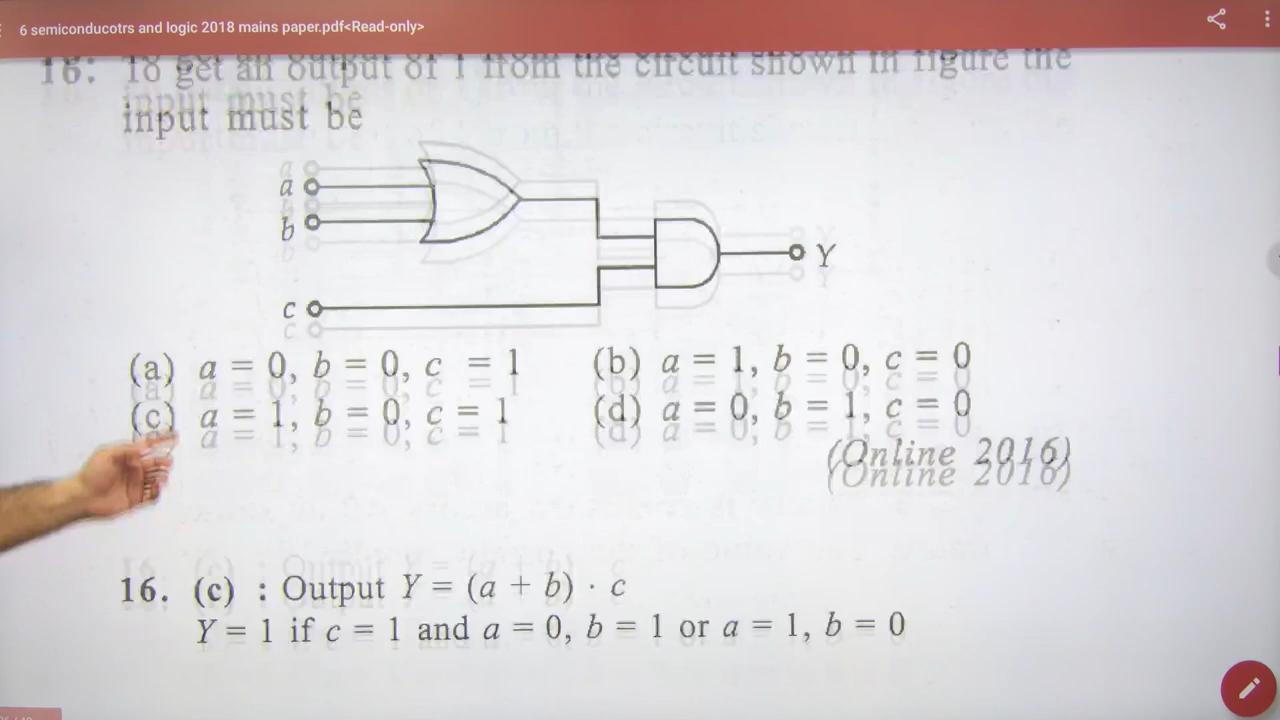 6 semiconducotrs and logic 2018 mains paper.pdf<Read-only>
16. To get an output of 1 from the circuit shown in figure the
input must be
a
b
c
Y
(a) a = 0, b = 0, c = 1 (b) a = 1, b = 0, c = 0
(c) a = 1, b = 0, c = 1 (d) a = 0, b = 1, c = 0
(Online 2016)
16. (c) : Output Y = (a + b) · c
Y = 1 if c = 1 and a = 0, b = 1 or a = 1, b = 0